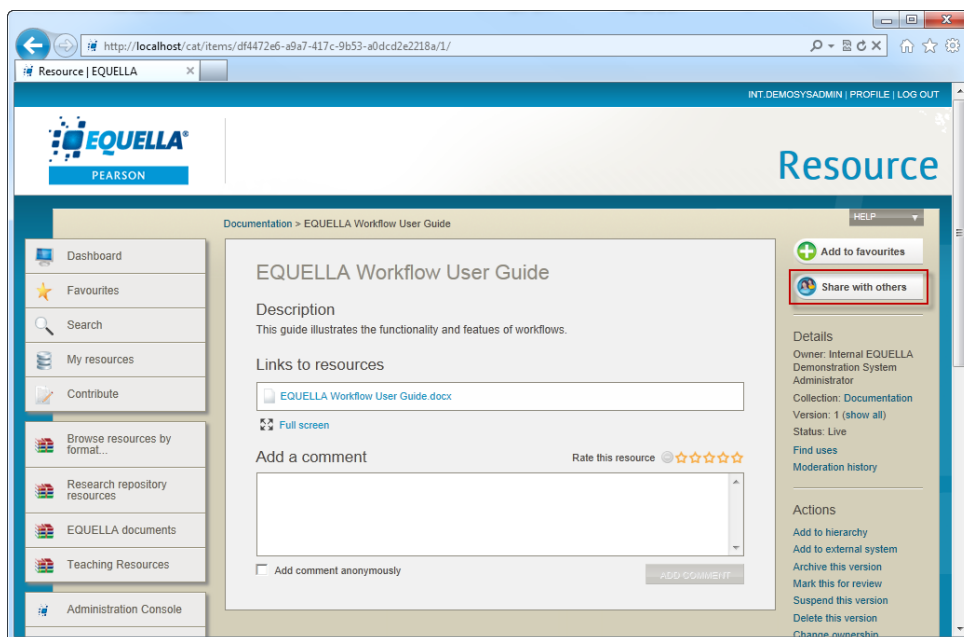 http://localhost/cat/items/df4472e6-a9a7-417c-9b53-a0dcd2e2218a/1/
Resource | EQUELLA
INT.DEMOSYSADMIN | PROFILE | LOG OUT
EQUELLA®
PEARSON
Resource
HELP
Documentation > EQUELLA Workflow User Guide
Dashboard
Favourites
Search
My resources
Contribute
Browse resources by
format...
Research repository
resources
EQUELLA documents
Teaching Resources
Administration Console
EQUELLA Workflow User Guide
Description
This guide illustrates the functionality and featues of workflows.
Links to resources
EQUELLA Workflow User Guide.docx
Full screen
Add a comment
Rate this resource
Add comment anonymously
ADD COMMENT
Add to favourites
Share with others
Details
Owner: Internal EQUELLA
Demonstration System
Administrator
Collection: Documentation
Version: 1 (show all)
Status: Live
Find uses
Moderation history
Actions
Add to hierarchy
Add to external system
Archive this version
Mark this for review
Suspend this version
Delete this version
Change ownership